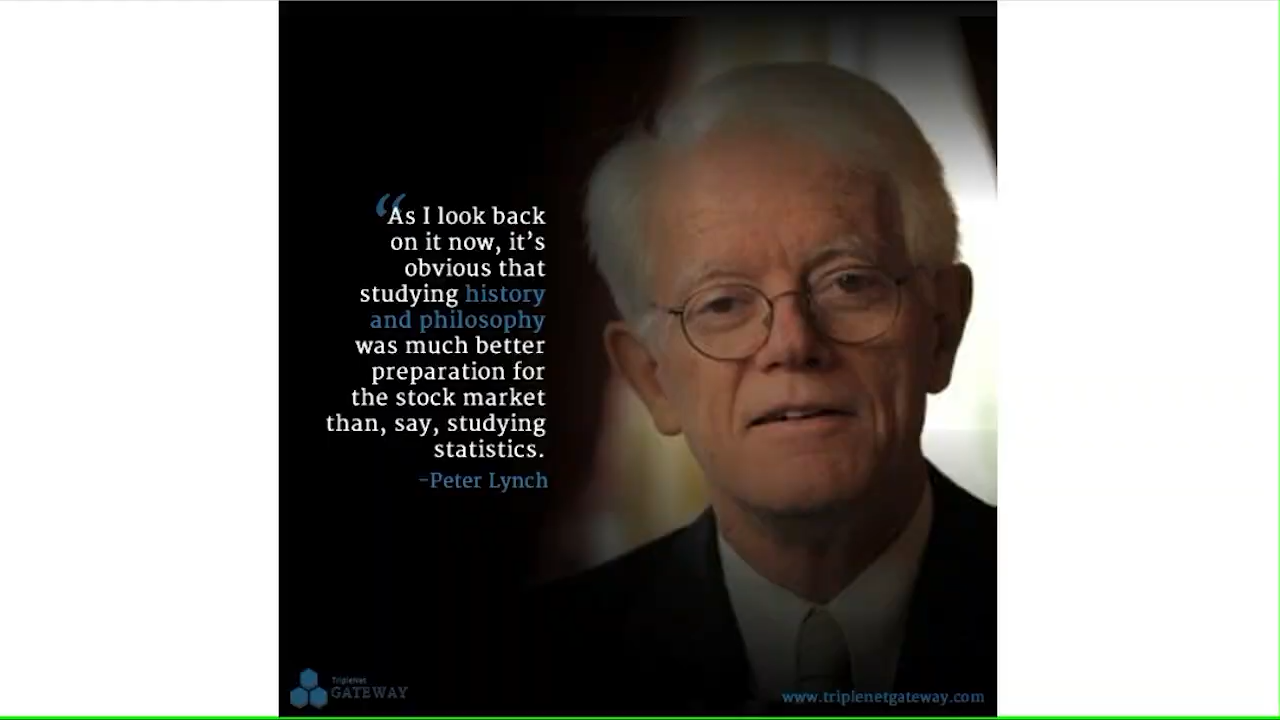 “As I look back
on it now, it’s
obvious that
studying history
and philosophy
was much better
preparation for
the stock market
than, say, studying
statistics.
-Peter Lynch
TripleNet
GATEWAY
www.triplenetgateway.com